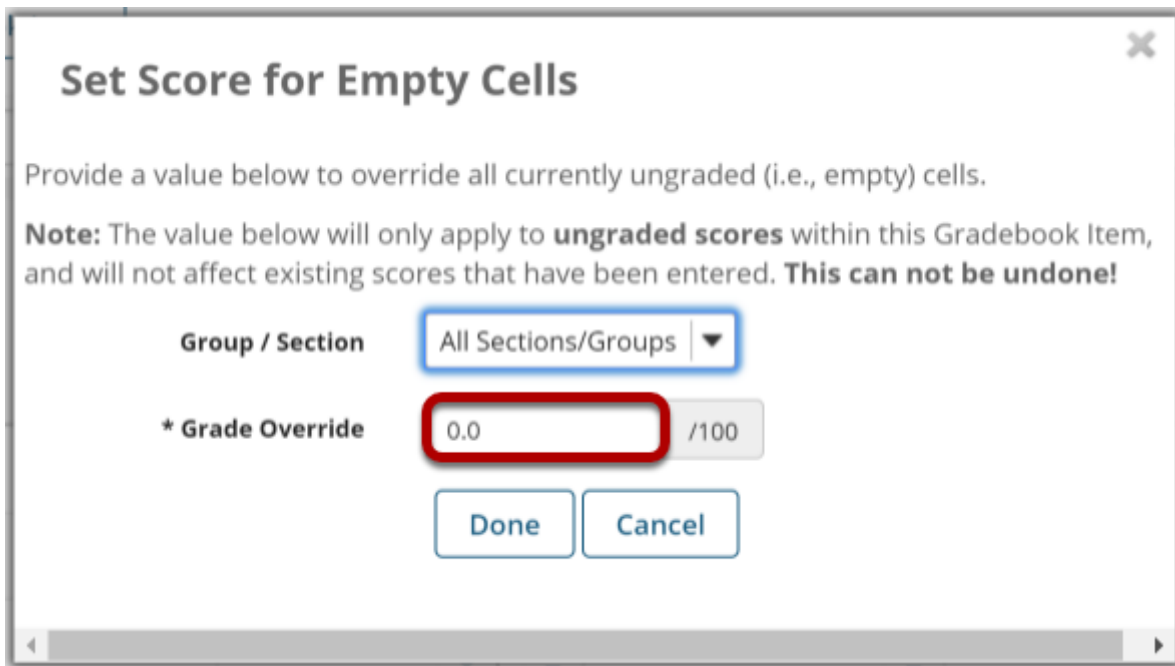 Set Score for Empty Cells
Provide a value below to override all currently ungraded (i.e., empty) cells.
Note: The value below will only apply to ungraded scores within this Gradebook Item,
and will not affect existing scores that have been entered. This can not be undone!
Group / Section All Sections/Groups
* Grade Override 0.0 /100
Done Cancel